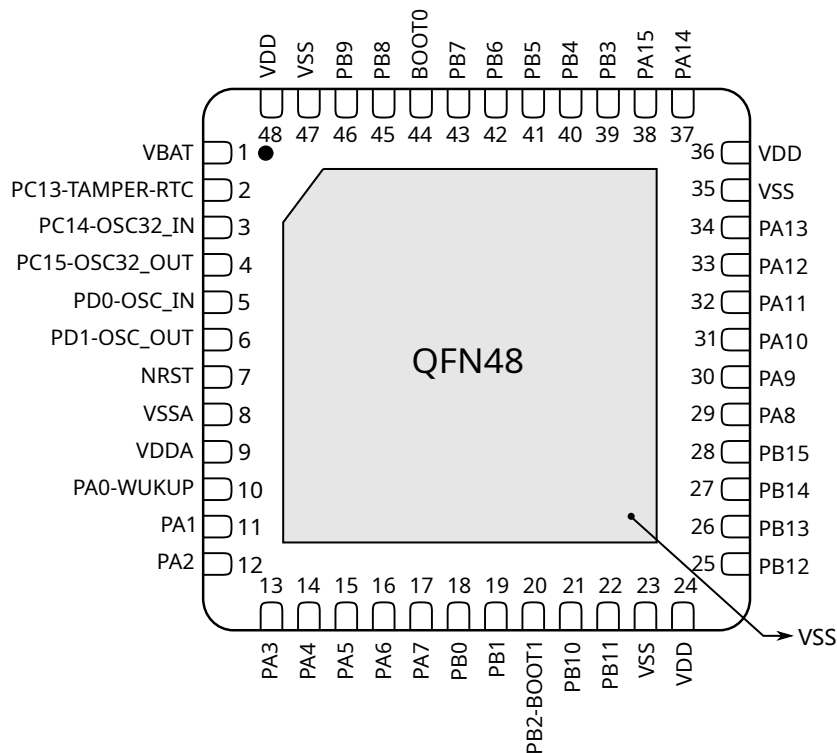 VDD VSS PB9 PB8 BOOT0 PB7 PB6 PB5 PB4 PB3 PA15 PA14
48 47 46 45 44 43 42 41 40 39 38 37
VBAT 1 36 VDD
PC13-TAMPER-RTC 2 35 VSS
PC14-OSC32_IN 3 34 PA13
PC15-OSC32_OUT 4 33 PA12
PD0-OSC_IN 5 32 PA11
PD1-OSC_OUT 6 31 PA10
QFN48
NRST 7 30 PA9
VSSA 8 29 PA8
VDDA 9 28 PB15
PA0-WUKUP 10 27 PB14
PA1 11 26 PB13
PA2 12 25 PB12
13 14 15 16 17 18 19 20 21 22 23 24
PA3 PA4 PA5 PA6 PA7 PB0 PB1 PB2-BOOT1 PB10 PB11 VSS VDD
VSS